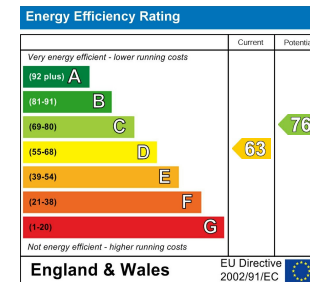 Energy Efficiency Rating
Current Potentia
Very energy efficient - lower running costs
(92 plus) A
(81-91) B
(69-80) C 76
(55-68) D 63
(39-54) E
(21-38) F
(1-20) G
Not energy efficient - higher running costs
England & Wales
EU Directive
2002/91/EC